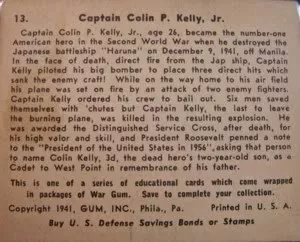 13. Captain Colin P. Kelly, Jr.
Captain Colin P. Kelly, Jr., age 26, became the number-one
American hero in the Second World War when he destroyed the
Japanese battleship "Haruna" on December 9, 1941, off Manila.
In the face of death, direct fire from the Jap ship, Captain
Kelly piloted his big bomber to place three direct hits which
sank the enemy craft! While on the way home to his air field
his plane was set on fire by an attack of two enemy fighters.
Captain Kelly ordered his crew to bail out. Six man saved
themselves with 'chutes but Captain Kelly, the last to leave
the burning plane, was killed in the resulting explosion. He
was awarded the Distinguished Service Cross, after death, for
his high valor and skill, and President Roosevelt penned a note
to the "President of the United States in 1956", asking that person
to name Colin Kelly, 3d, the dead hero's two-year-old son, as a
Cadet to West Point in remembrance of his father.
This is one of a series of educational cards which come wrapped
in packages of War Gum. Save to complete your collection.
Copyright 1941, GUM, INC., Phila., Pa. Printed in U. S. A.
Buy U. S. Defense Savings Bonds or Stamps